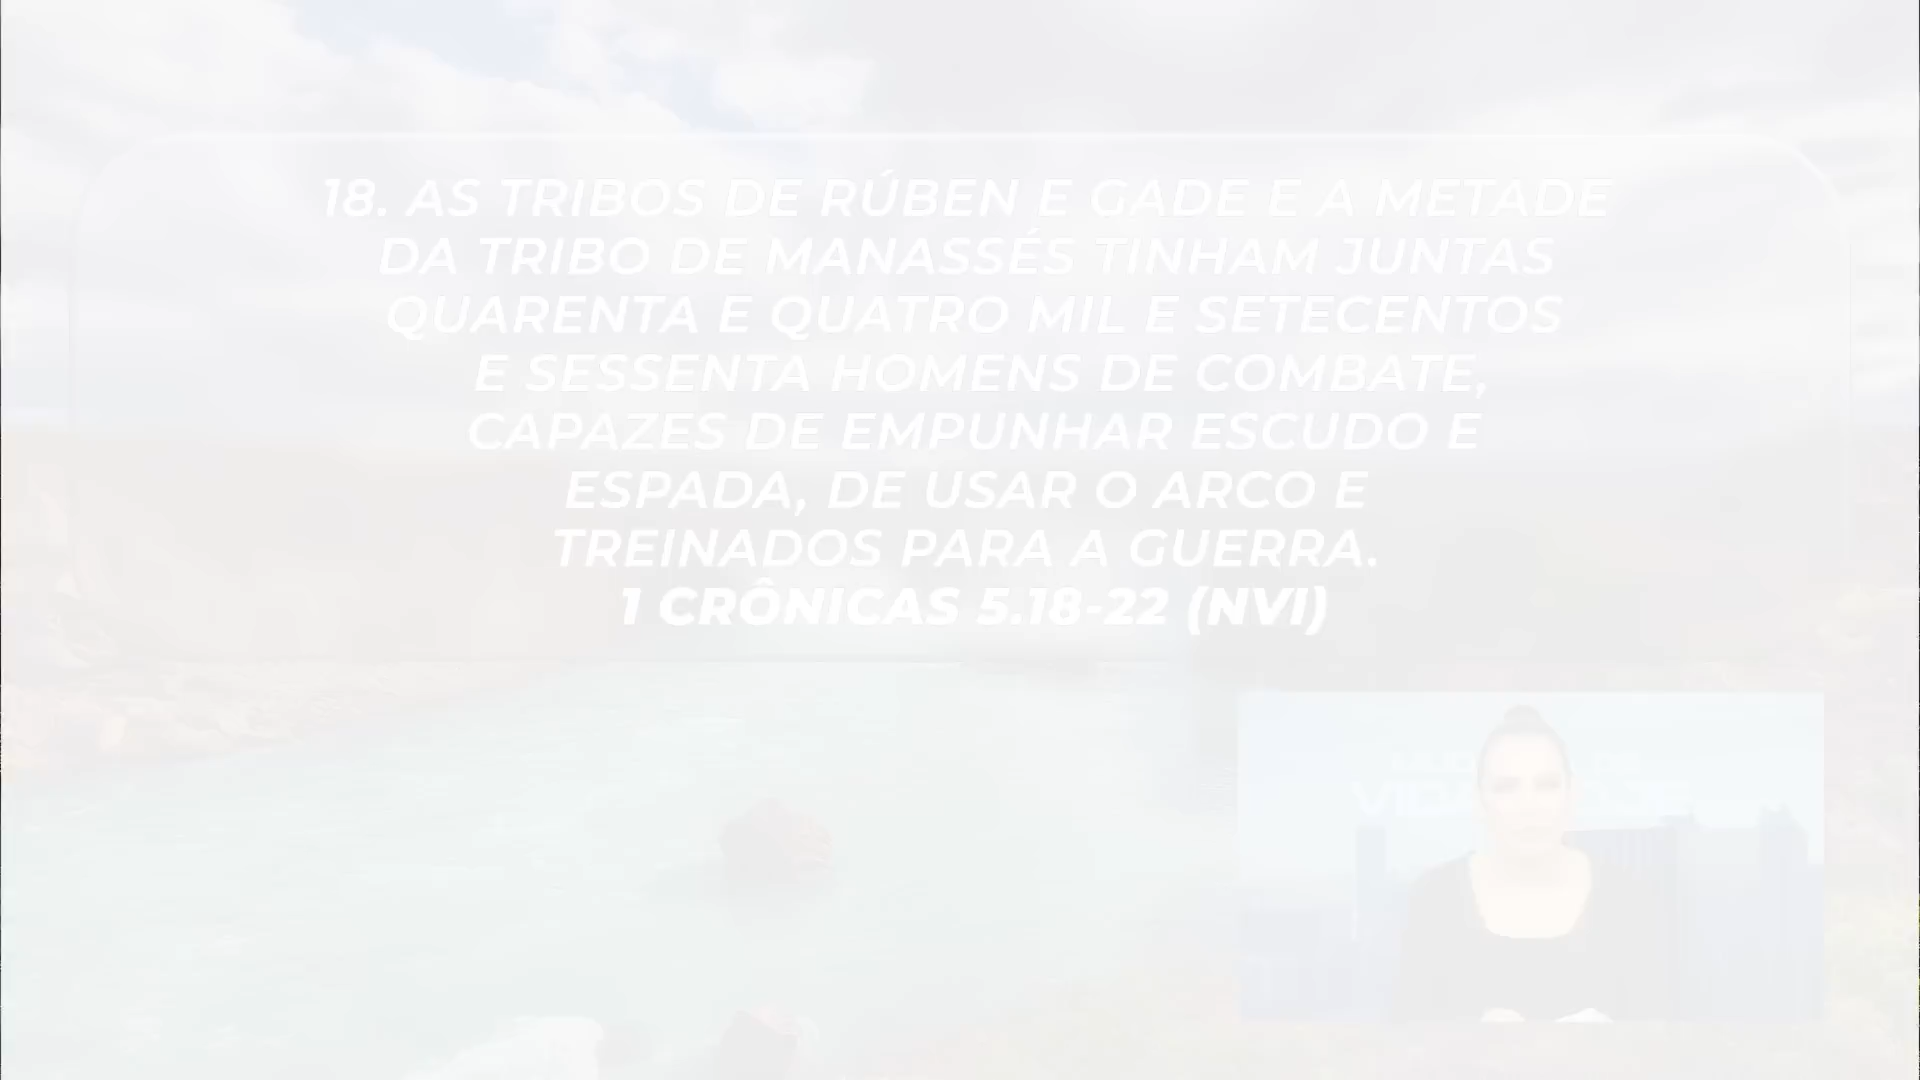 18. AS TRIBOS DE RÚBEN E GADE E A METADE
DA TRIBO DE MANASSÉS TINHAM JUNTAS
QUARENTA E QUATRO MIL E SETECENTOS
E SESSENTA HOMENS DE COMBATE,
CAPAZES DE EMPUNHAR ESCUDO E
ESPADA, DE USAR O ARCO E
TREINADOS PARA A GUERRA.
1 CRÔNICAS 5.18-22 (NVI)